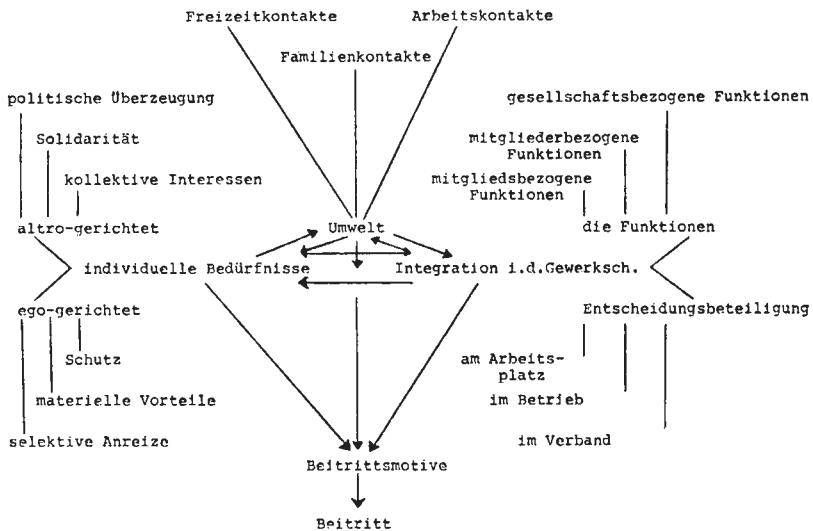 Freizeitkontakte
Arbeitskontakte
Familienkontakte
politische Überzeugung
gesellschaftsbezogene Funktionen
Solidarität
mitgliederbezogene
Funktionen
kollektive Interessen
mitgliedsbezogene
Funktionen
altro-gerichtet
Umwelt
die Funktionen
individuelle Bedürfnisse
Integration i.d.Gewerksch.
ego-gerichtet
Entscheidungsbeteiligung
Schutz
am Arbeits-
platz
materielle Vorteile
im Betrieb
selektive Anreize
im Verband
Beitrittsmotive
Beitritt